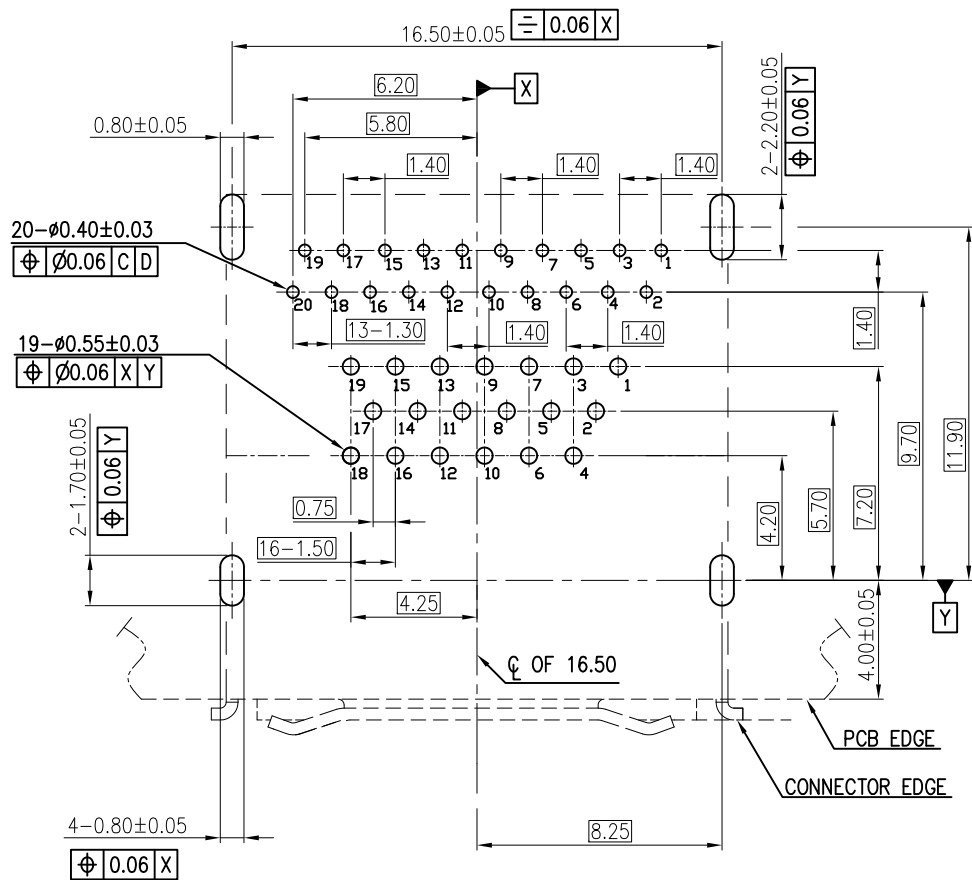 16.50±0.05 ⌯ 0.06 X
6.20 X
0.80±0.05
5.80
2-2.20±0.05
⌖ 0.06 Y
1.40 1.40 1.40
20-Ø0.40±0.03
⌖ Ø0.06 C D
19 17 15 13 11 9 7 5 3 1
20 18 16 14 12 10 8 6 4 2
13-1.30 1.40 1.40
1.40
19-Ø0.55±0.03
⌖ Ø0.06 X Y
19 15 13 9 7 3 1
17 14 11 8 5 2
18 16 12 10 6 4
2-1.70±0.05
⌖ 0.06 Y
0.75
16-1.50
4.25
4.20
5.70
7.20
9.70
11.90
Y
4.00±0.05
℄ OF 16.50
PCB EDGE
CONNECTOR EDGE
4-0.80±0.05
⌖ 0.06 X
8.25